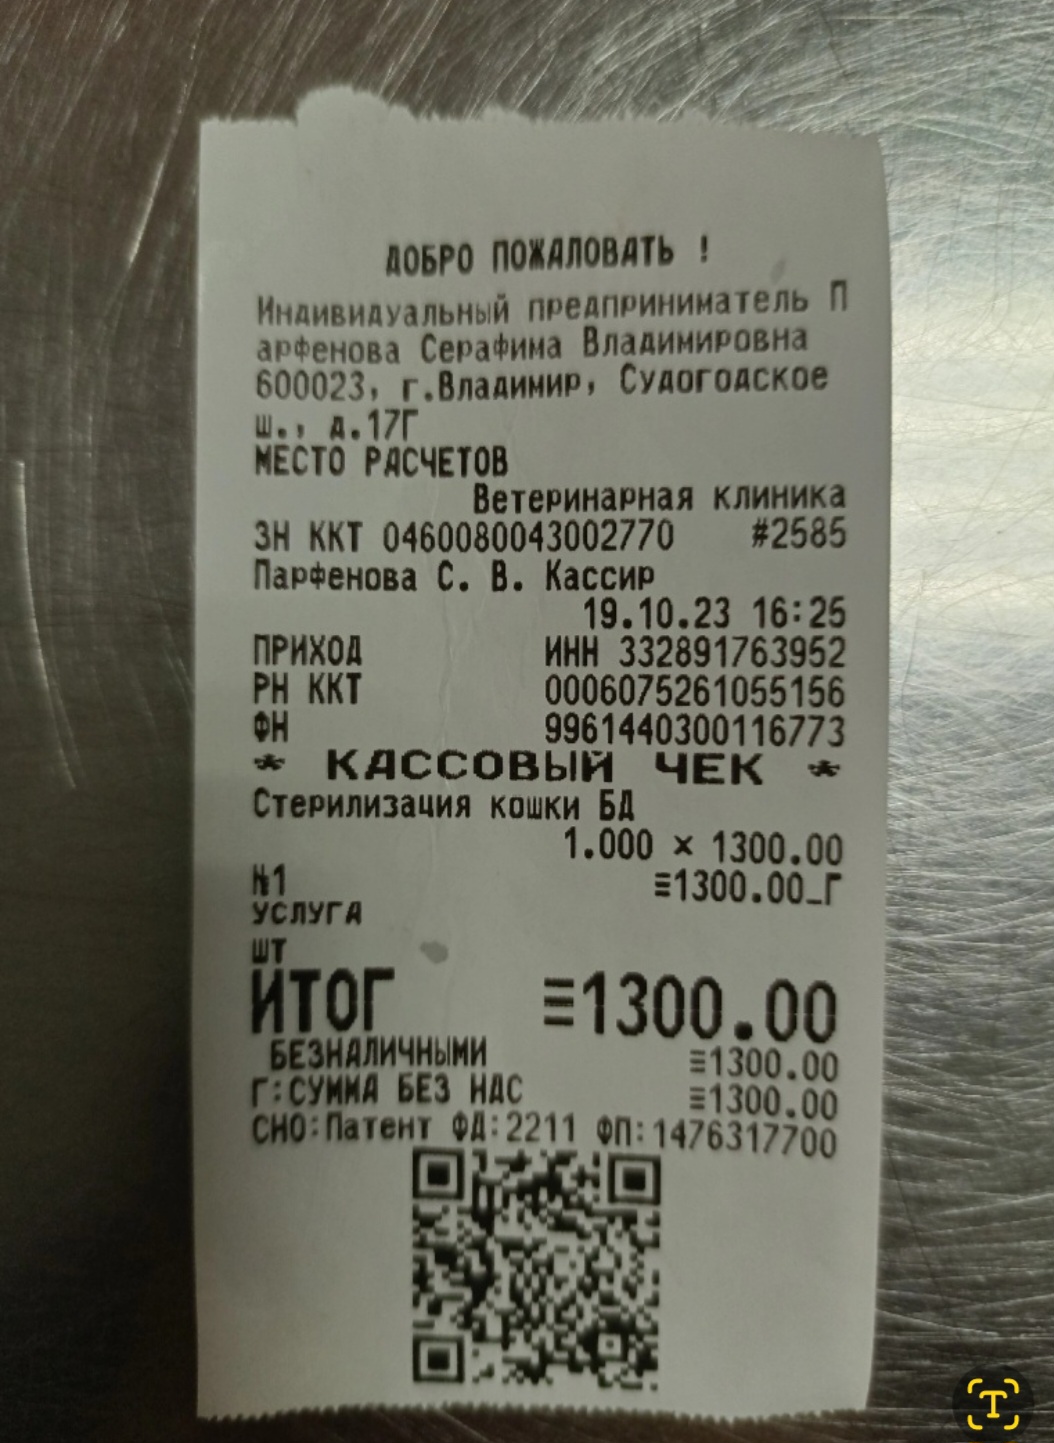 ДОБРО ПОЖАЛОВАТЬ !
Индивидуальный предприниматель П
арфенова Серафима Владимировна
600023, г.Владимир, Судогодское
ш., д.17Г
МЕСТО РАСЧЕТОВ
Ветеринарная клиника
ЗН ККТ 0460080043002770 #2585
Парфенова С. В. Кассир
19.10.23 16:25
ПРИХОД ИНН 332891763952
РН ККТ 0006075261055156
ФН 9961440300116773
* КАССОВЫЙ ЧЕК *
Стерилизация кошки БД
1.000 × 1300.00
№1 ≡1300.00_Г
УСЛУГА
шт
ИТОГ ≡1300.00
БЕЗНАЛИЧНЫМИ ≡1300.00
Г:СУММА БЕЗ НДС ≡1300.00
СНО:Патент ФД:2211 ФП:1476317700